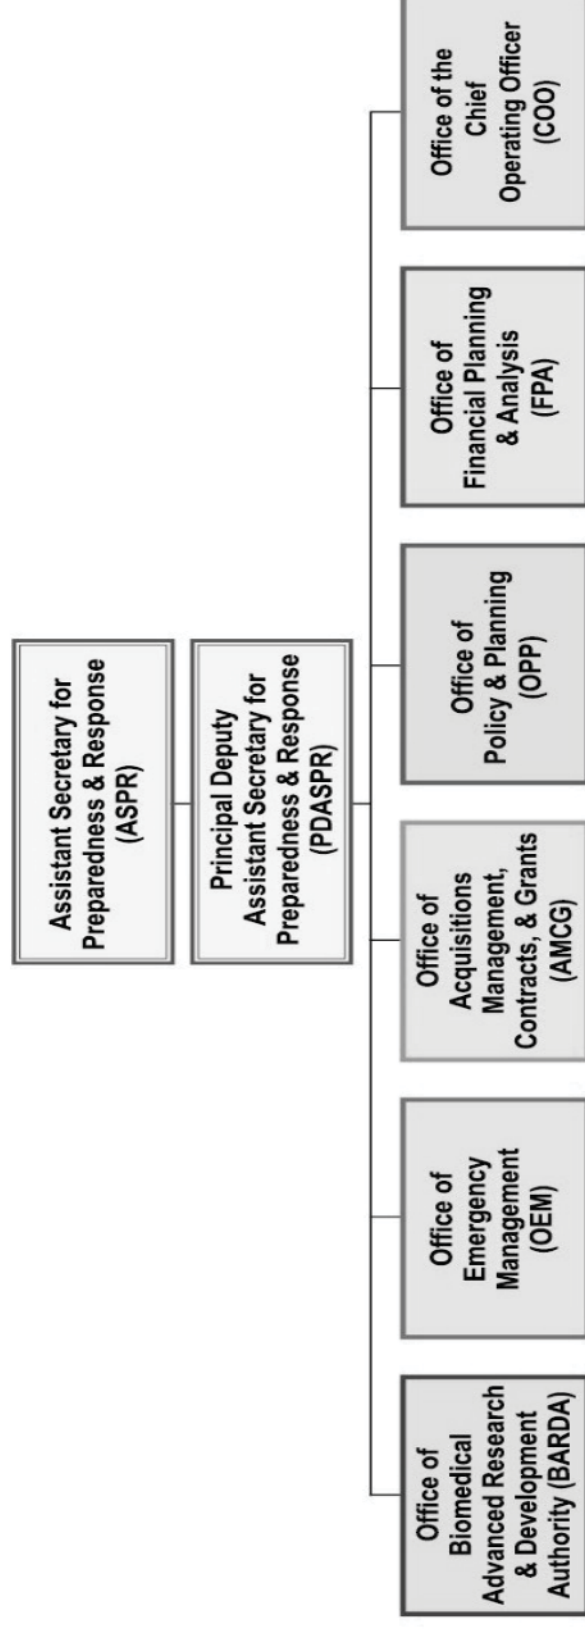 Assistant Secretary for
Preparedness & Response
(ASPR)
Principal Deputy
Assistant Secretary for
Preparedness & Response
(PDASPR)
Office of
Biomedical
Advanced Research
& Development
Authority (BARDA)
Office of
Emergency
Management
(OEM)
Office of
Acquisitions
Management,
Contracts, & Grants
(AMCG)
Office of
Policy & Planning
(OPP)
Office of
Financial Planning
& Analysis
(FPA)
Office of the
Chief
Operating Officer
(COO)